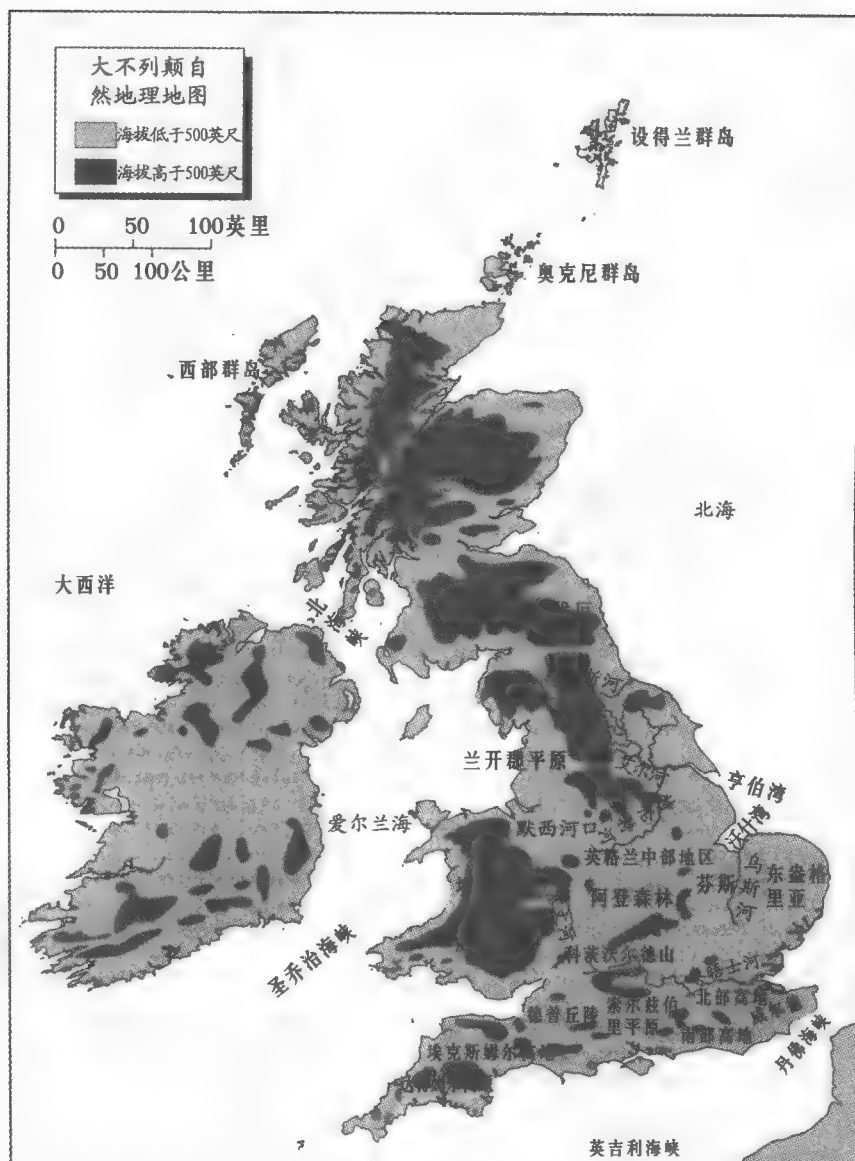 大不列颠自
然地理地图
海拔低于500英尺
海拔高于500英尺
0 50 100英里
0 50 100公里
设得兰群岛
奥克尼群岛
西部群岛
北海
大西洋
北海峡
斯河
兰开郡平原
艾尔河
亨伯湾
沃什湾
爱尔兰海
默西河口
英格兰中部地区
芬斯
乌斯河
东盎格
里亚
阿登森林
圣乔治海峡
科茨沃尔德山
晤士河
德普丘陵
索尔兹伯
里平原
北部高地
南部高地
埃克斯姆尔
丹佛海峡
英吉利海峡